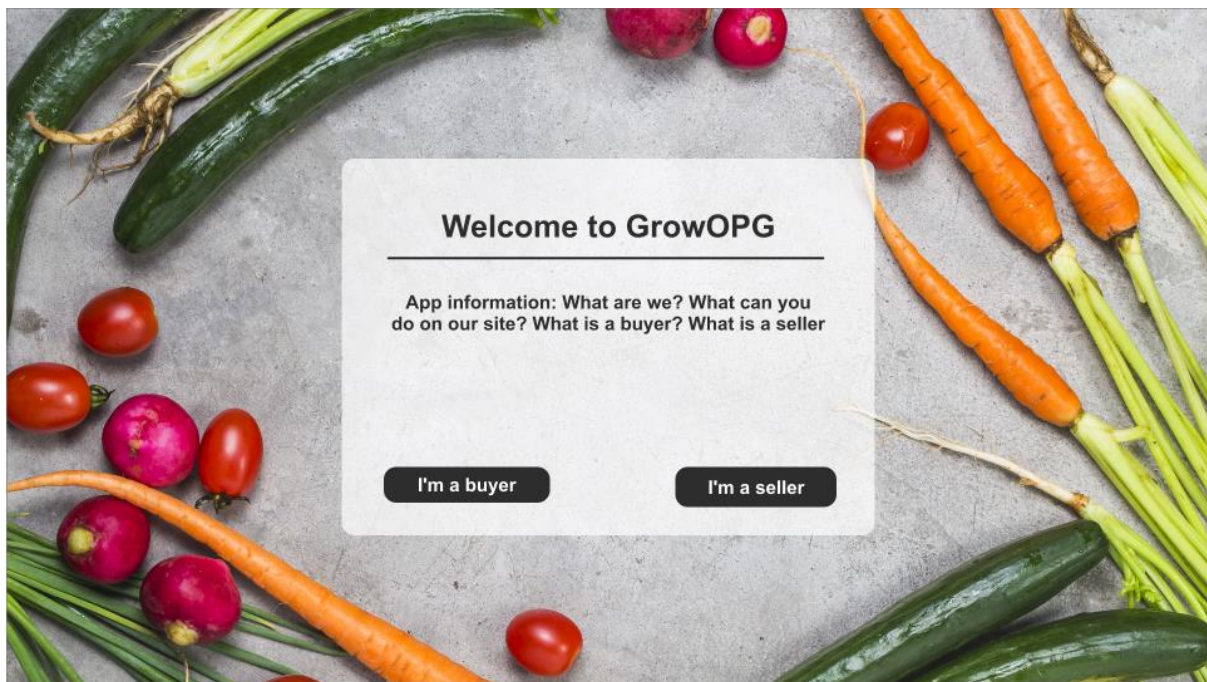 Welcome to GrowOPG
App information: What are we? What can you
do on our site? What is a buyer? What is a seller
I'm a buyer
I'm a seller